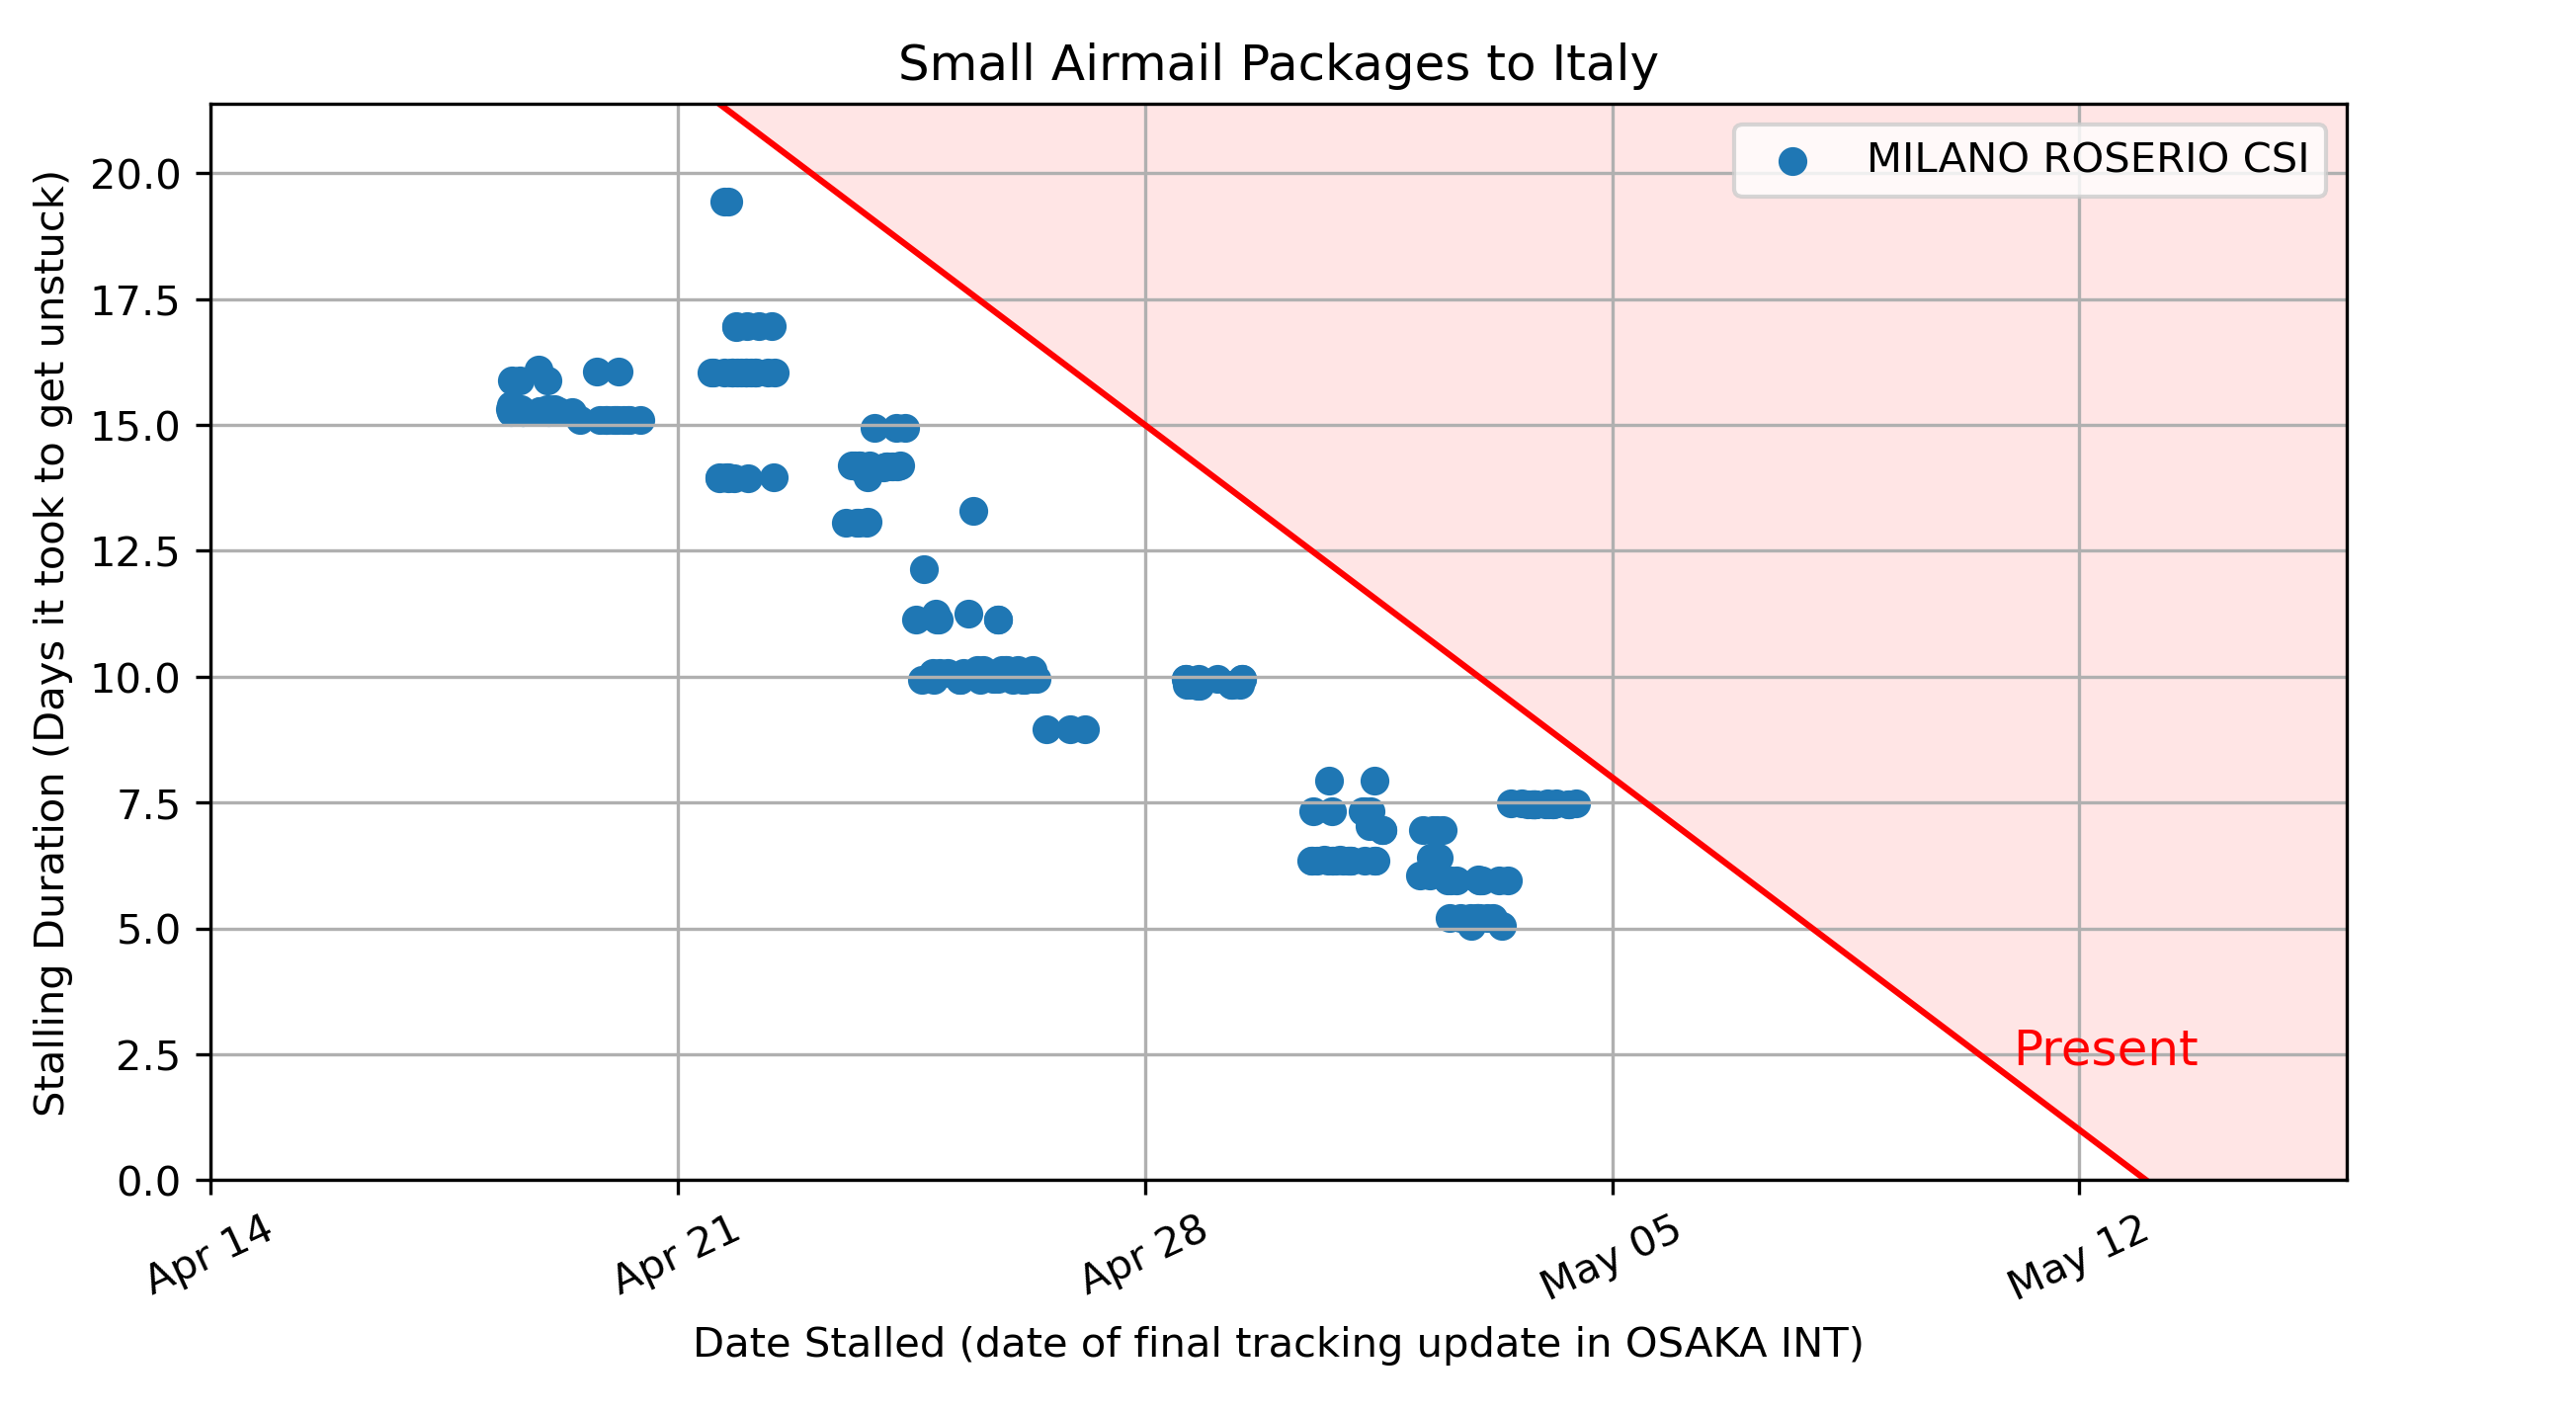 Small Airmail Packages to Italy
MILANO ROSERIO CSI
20.0
17.5
15.0
12.5
10.0
7.5
5.0
2.5
0.0
Stalling Duration (Days it took to get unstuck)
Present
Apr 14
Apr 21
Apr 28
May 05
May 12
Date Stalled (date of final tracking update in OSAKA INT)